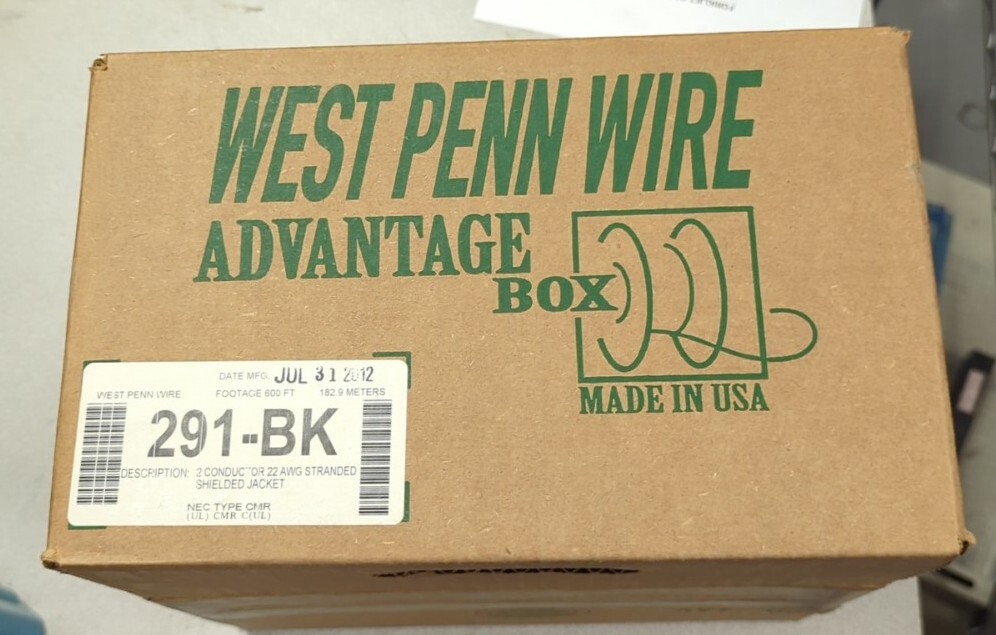 WEST PENN WIRE
ADVANTAGE
BOX
MADE IN USA
DATE MFG. JUL 31 2012
WEST PENN WIRE FOOTAGE 600 FT 182.9 METERS
291-BK
DESCRIPTION: 2 CONDUCTOR 22 AWG STRANDED
SHIELDED JACKET
NEC TYPE CMR
(UL) CMR C(UL)